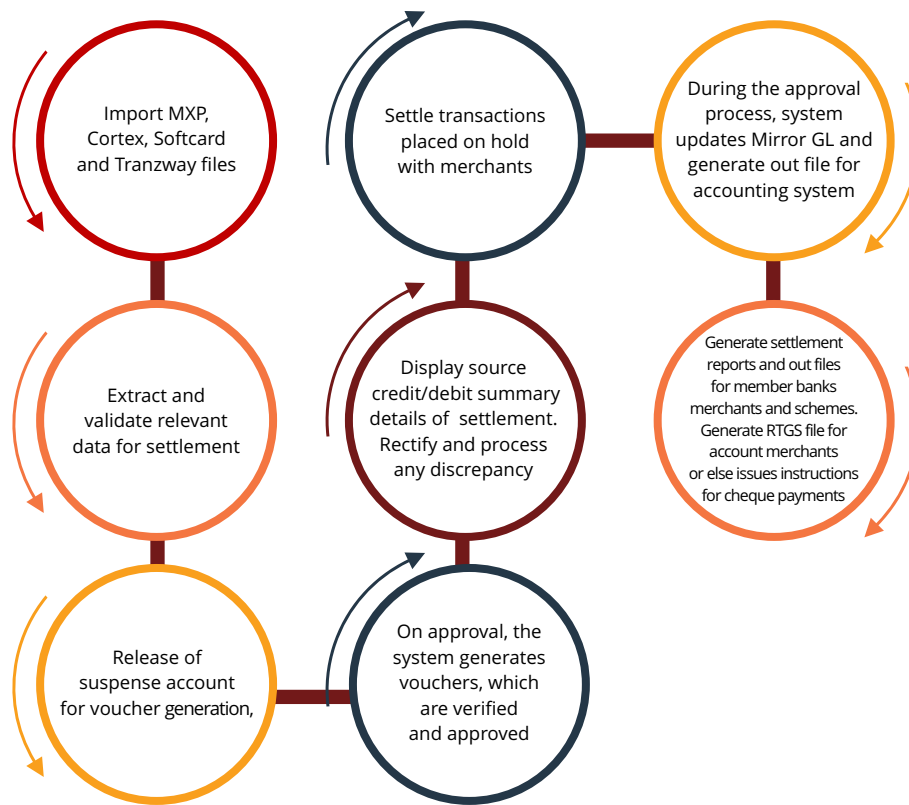 Import MXP,
Cortex, Softcard
and Tranzway files
Extract and
validate relevant
data for settlement
Release of
suspense account
for voucher generation,
On approval, the
system generates
vouchers, which
are verified
and approved
Display source
credit/debit summary
details of settlement.
Rectify and process
any discrepancy
Settle transactions
placed on hold
with merchants
During the approval
process, system
updates Mirror GL and
generate out file for
accounting system
Generate settlement
reports and out files
for member banks
merchants and schemes.
Generate RTGS file for
account merchants
or else issues instructions
for cheque payments